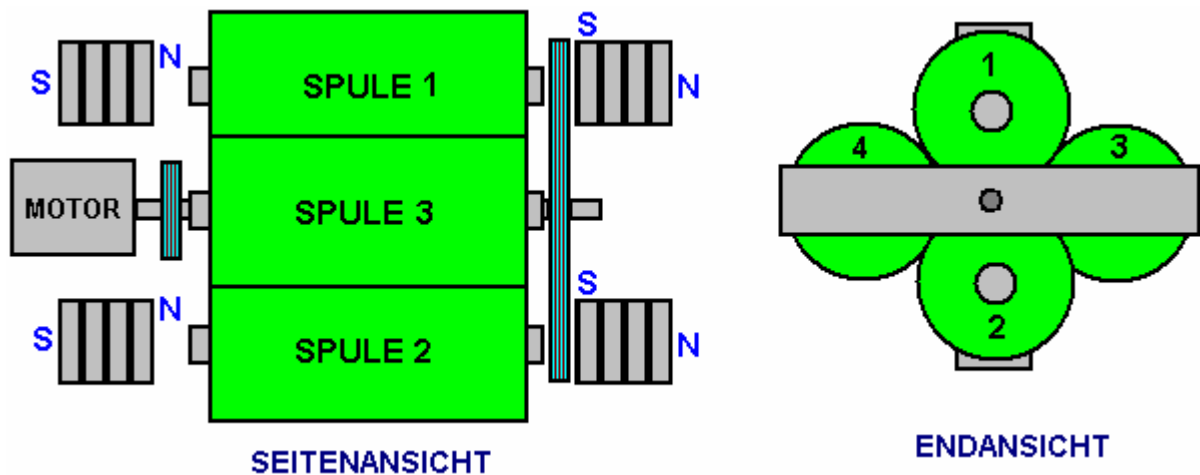 S
N
SPULE 1
S
N
1
4
3
MOTOR
SPULE 3
S
N
SPULE 2
S
N
2
SEITENANSICHT
ENDANSICHT